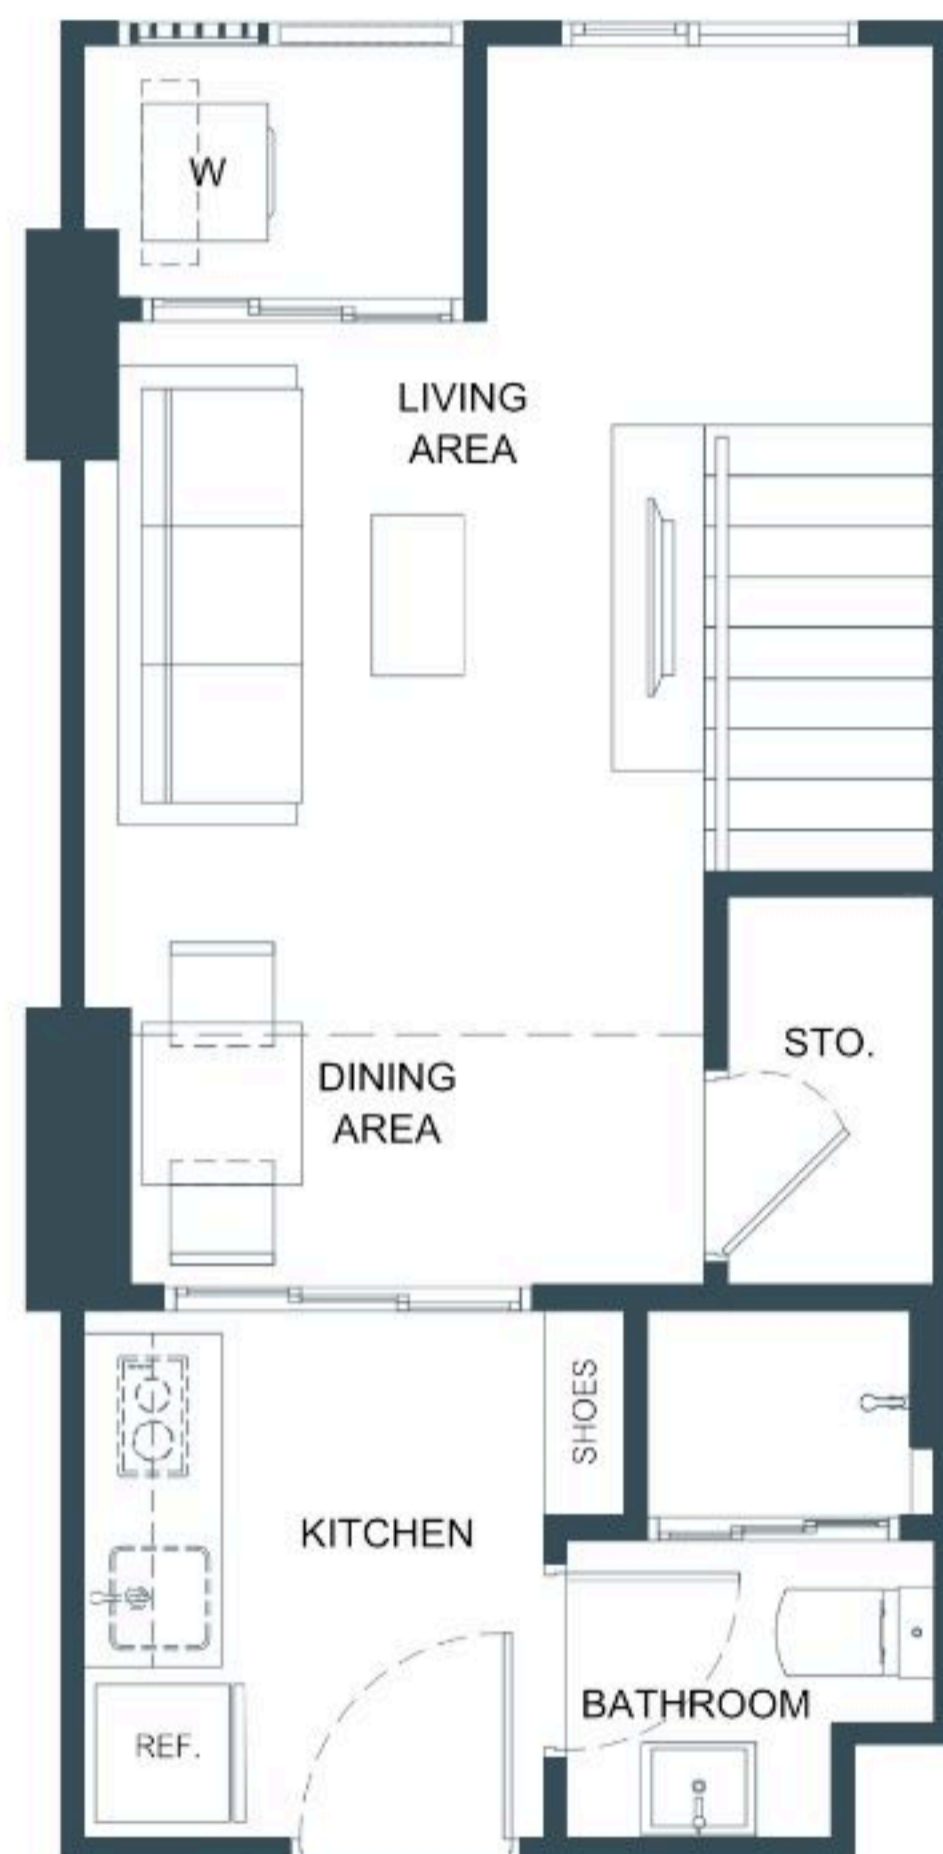 W
LIVING
AREA
STO.
DINING
AREA
SHOES
KITCHEN
BATHROOM
REF.